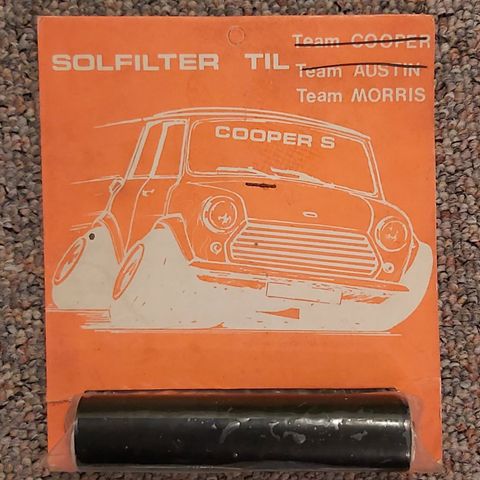 Team COOPER
SOLFILTER TIL Team AUSTIN
Team MORRIS
COOPER S